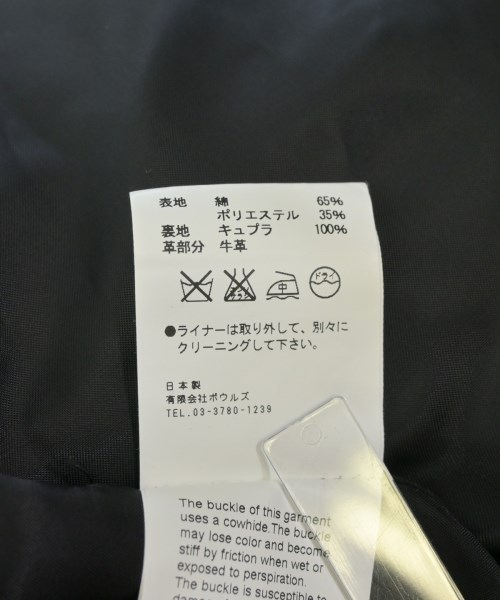 表地 綿 65%
ポリエステル 35%
裏地 キュプラ 100%
革部分 牛革
中 ドライ
●ライナーは取り外して、別々に
クリーニングして下さい。
日本製
有限会社ボウルズ
TEL.03-3780-1239
The buckle of this garment
uses a cowhide.The buckle
may lose color and become
stiff by friction when wet or
exposed to perspiration.
The buckle is susceptible to